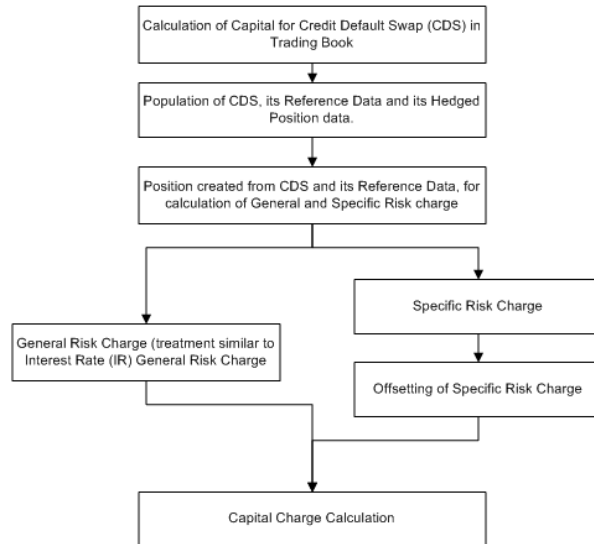 Calculation of Capital for Credit Default Swap (CDS) in
Trading Book
Population of CDS, its Reference Data and its Hedged
Position data.
Position created from CDS and its Reference Data, for
calculation of General and Specific Risk charge
Specific Risk Charge
General Risk Charge (treatment similar to
Interest Rate (IR) General Risk Charge
Offsetting of Specific Risk Charge
Capital Charge Calculation